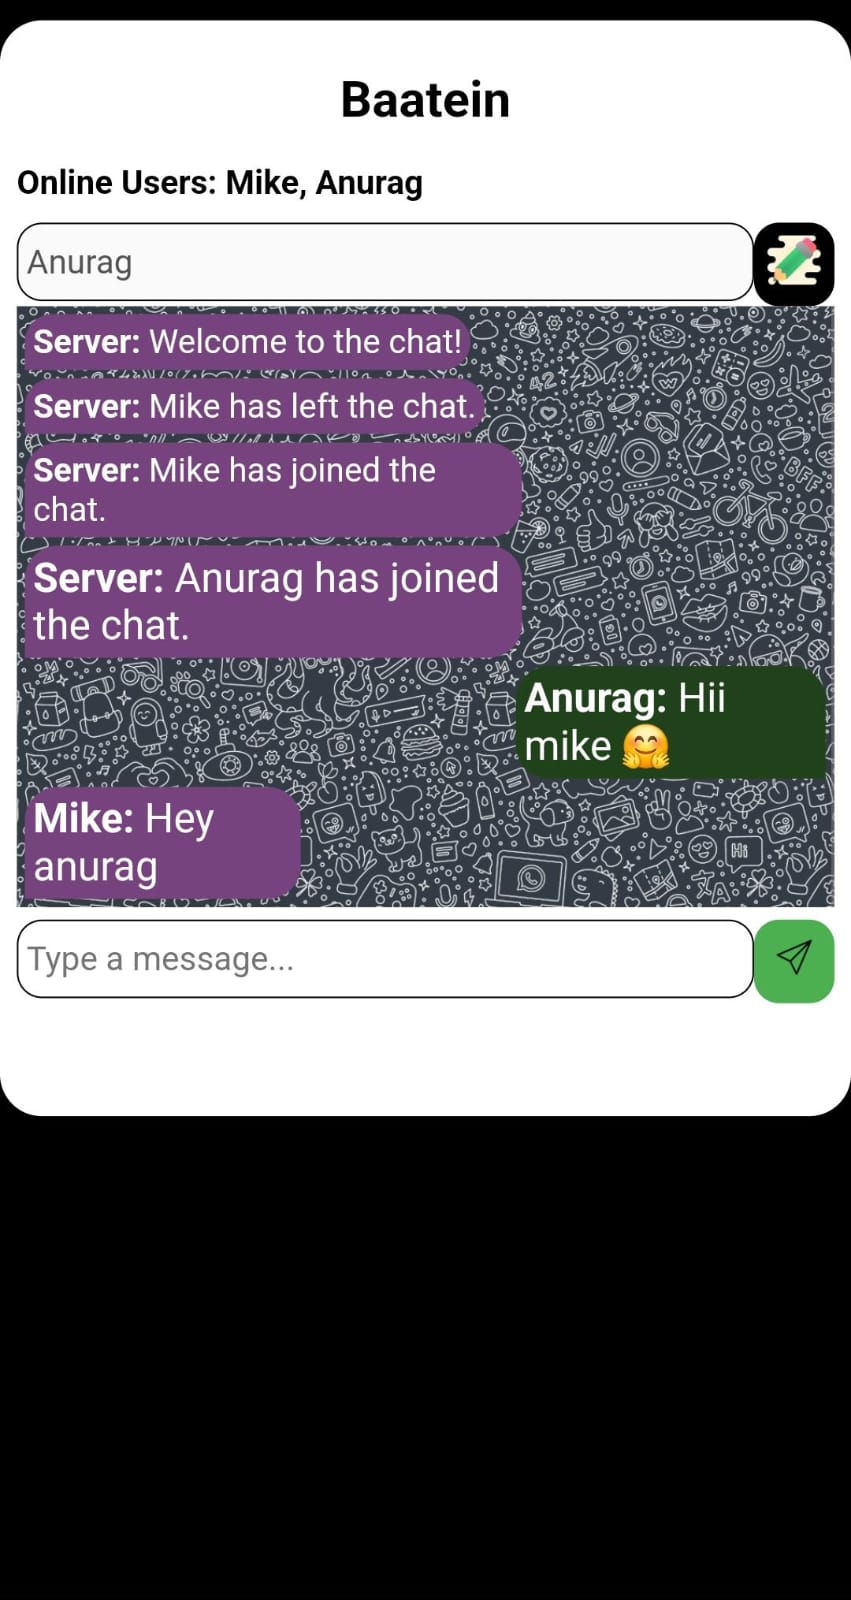 Baatein
Online Users: Mike, Anurag
Anurag
Server: Welcome to the chat!
Server: Mike has left the chat.
Server: Mike has joined the
chat.
Server: Anurag has joined
the chat.
Anurag: Hii
mike 🤗
Mike: Hey
anurag
Type a message...